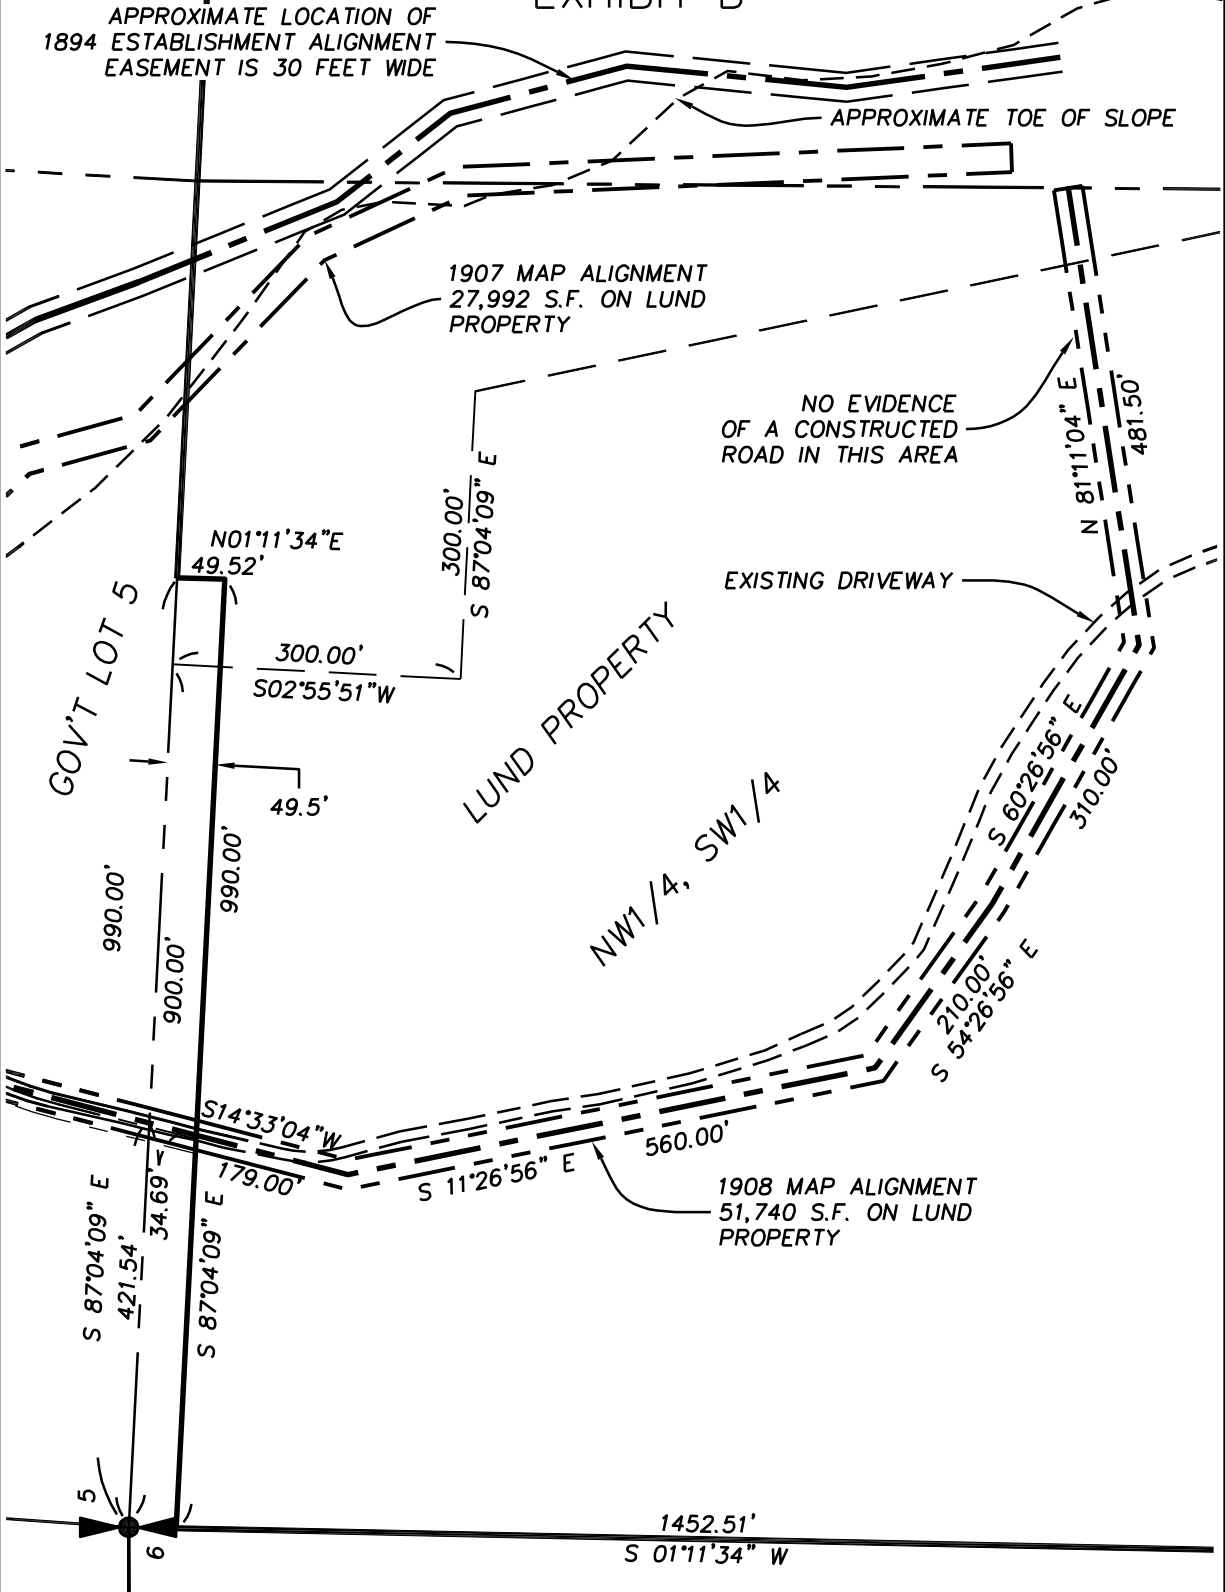 EXHIBIT B
APPROXIMATE LOCATION OF
1894 ESTABLISHMENT ALIGNMENT
EASEMENT IS 30 FEET WIDE
APPROXIMATE TOE OF SLOPE
1907 MAP ALIGNMENT
27,992 S.F. ON LUND
PROPERTY
NO EVIDENCE
OF A CONSTRUCTED
ROAD IN THIS AREA
N 81°11'04" E
481.50'
300.00'
S 87°04'09" E
N01°11'34"E
49.52'
EXISTING DRIVEWAY
GOV'T LOT 5
300.00'
S02°55'51"W
LUND PROPERTY
NW1/4, SW1/4
49.5'
S 60°26'56" E
310.00'
990.00'
990.00'
900.00'
210.00'
S 54°26'56" E
S14°33'04"W
179.00'
560.00'
S 11°26'56" E
1908 MAP ALIGNMENT
51,740 S.F. ON LUND
PROPERTY
34.69'
S 87°04'09" E
421.54'
S 87°04'09" E
5
6
1452.51'
S 01°11'34" W